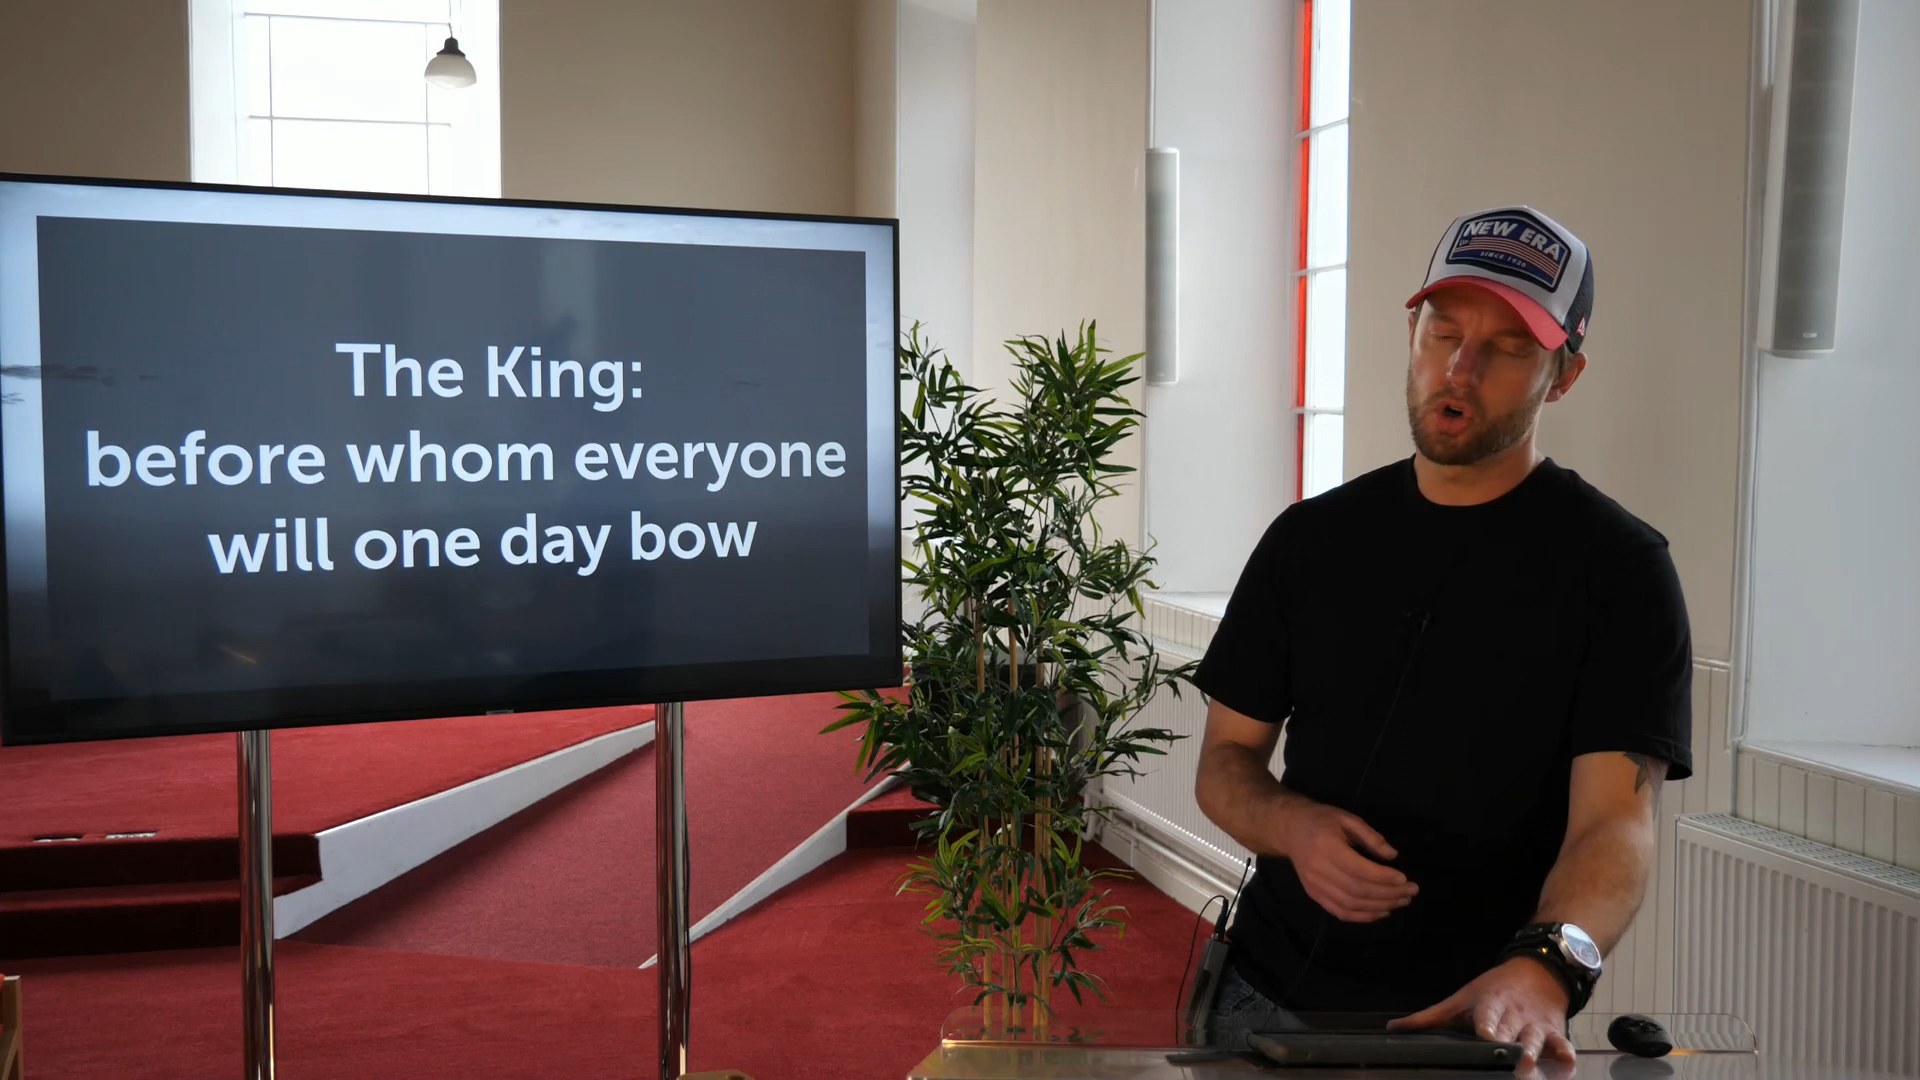 The King:
before whom everyone
will one day bow
NEW ERA
SINCE 1920